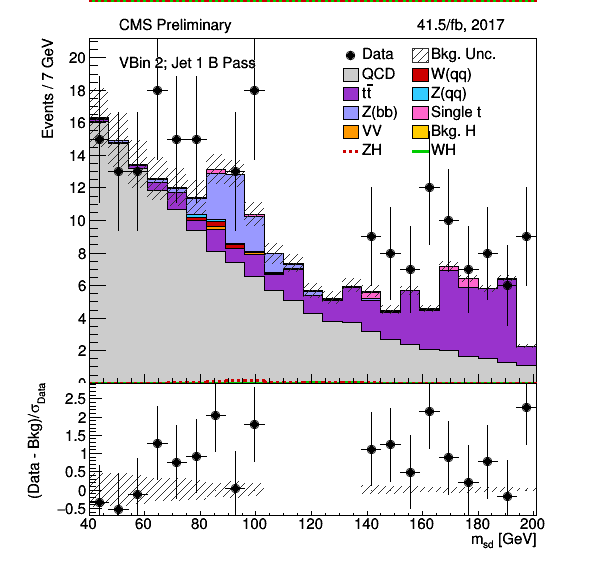 CMS Preliminary 41.5/fb, 2017
VBin 2; Jet 1 B Pass
Data Bkg. Unc.
QCD W(qq)
tt̄ Z(qq)
Z(bb) Single t
VV Bkg. H
ZH WH
Events / 7 GeV
20
18
16
14
12
10
8
6
4
2
0
(Data - Bkg)/σData
2.5
2
1.5
1
0.5
0
−0.5
40 60 80 100 120 140 160 180 200
msd [GeV]